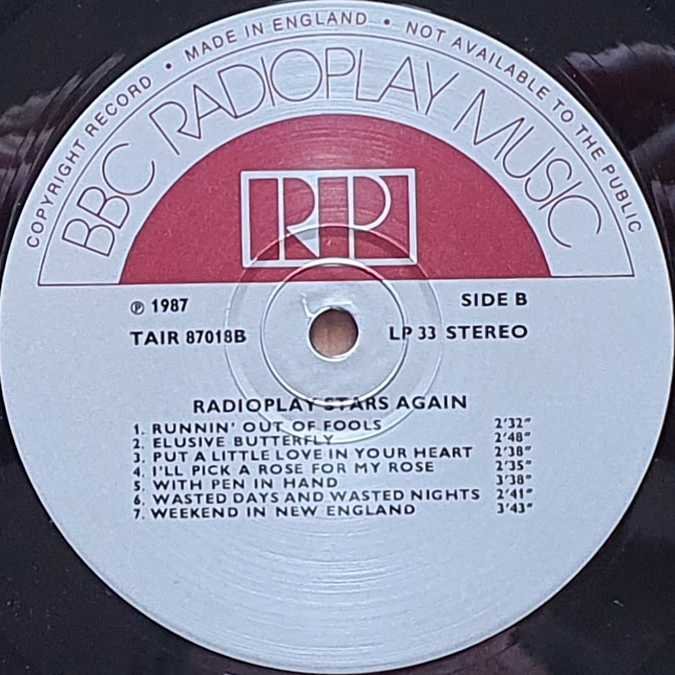 COPYRIGHT RECORD • MADE IN ENGLAND • NOT AVAILABLE TO THE PUBLIC
BBC RADIOPLAY MUSIC
RP
℗ 1987
SIDE B
TAIR 87018B
LP 33 STEREO
RADIOPLAY STARS AGAIN
1. RUNNIN' OUT OF FOOLS 2'32"
2. ELUSIVE BUTTERFLY 2'48"
3. PUT A LITTLE LOVE IN YOUR HEART 2'38"
4. I'LL PICK A ROSE FOR MY ROSE 2'35"
5. WITH PEN IN HAND 3'38"
6. WASTED DAYS AND WASTED NIGHTS 2'41"
7. WEEKEND IN NEW ENGLAND 3'43"